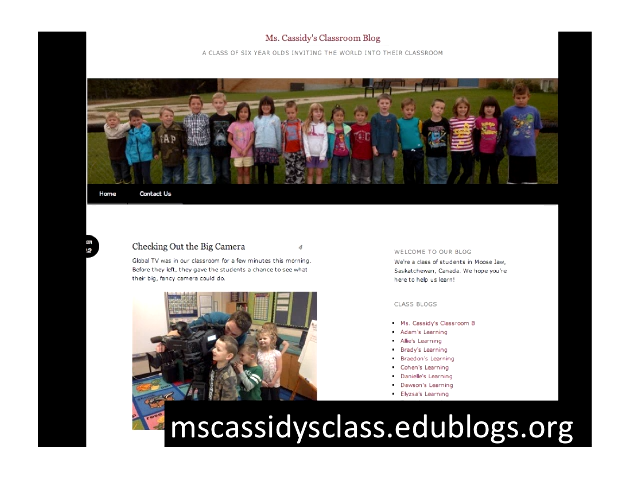 Ms. Cassidy's Classroom Blog
A CLASS OF SIX YEAR OLDS INVITING THE WORLD INTO THEIR CLASSROOM
GAP
Home Contact Us
Checking Out the Big Camera
Global TV was in our classroom for a few minutes this morning.
Before they left, they gave the students a chance to see what
their big, fancy camera could do.
WELCOME TO OUR BLOG
We're a class of students in Moose Jaw,
Saskatchewan, Canada. We hope you're
here to help us learn!
CLASS BLOGS
Ms. Cassidy's Classroom B
Adam's Learning
Allie's Learning
Brady's Learning
Braedon's Learning
Cohen's Learning
Danielle's Learning
Dawson's Learning
Elyzsa's Learning
mscassidysclass.edublogs.org